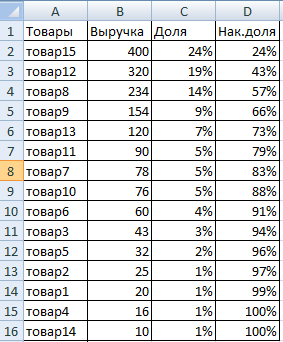 A B C D
1 Товары Выручка Доля Нак.доля
2 товар15 400 24% 24%
3 товар12 320 19% 43%
4 товар8 234 14% 57%
5 товар9 154 9% 66%
6 товар13 120 7% 73%
7 товар11 90 5% 79%
8 товар7 78 5% 83%
9 товар10 76 5% 88%
10 товар6 60 4% 91%
11 товар3 43 3% 94%
12 товар5 32 2% 96%
13 товар2 25 1% 97%
14 товар1 20 1% 99%
15 товар4 16 1% 100%
16 товар14 10 1% 100%